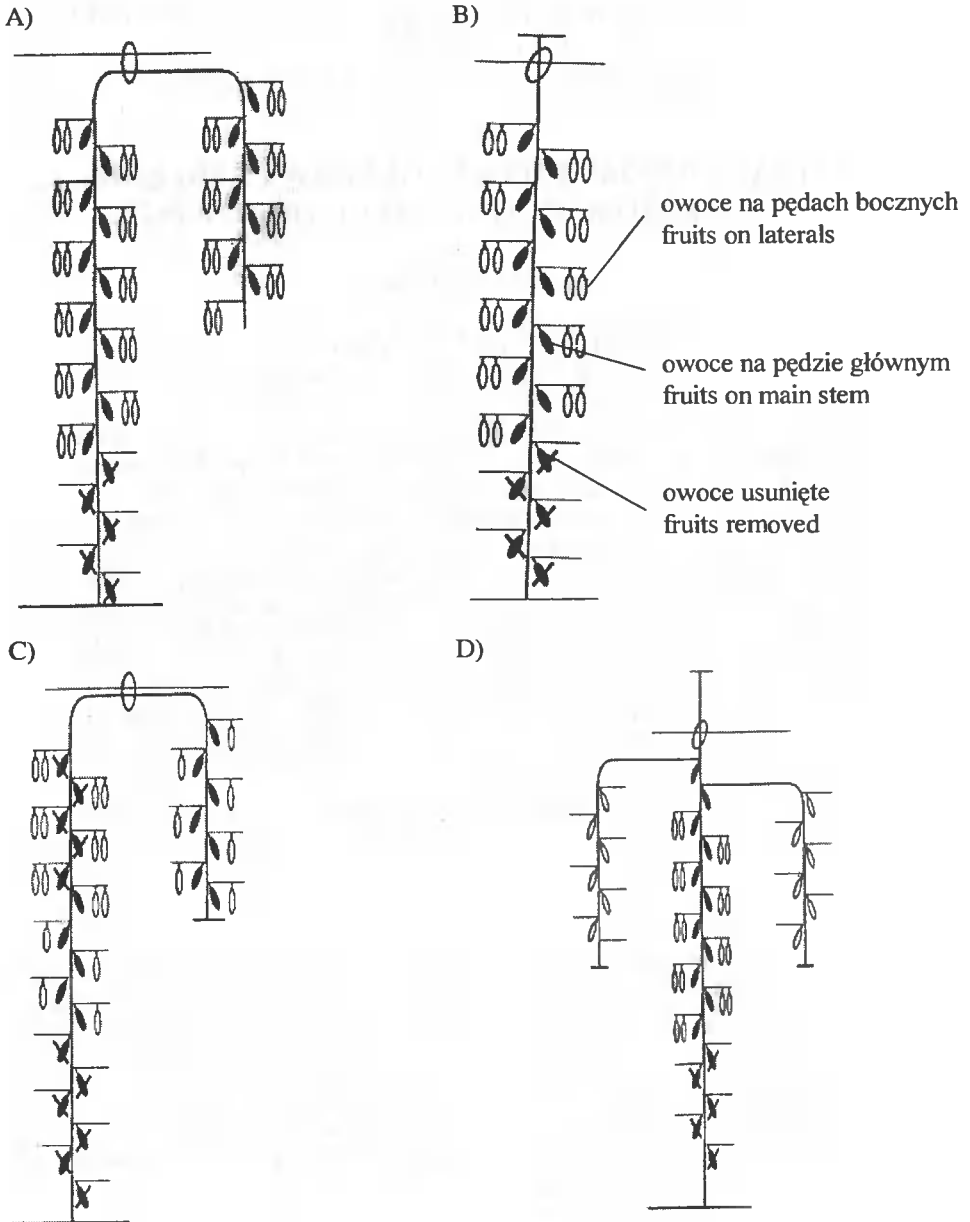 A)
B)
owoce na pędach bocznych
fruits on laterals
owoce na pędzie głównym
fruits on main stem
owoce usunięte
fruits removed
C)
D)